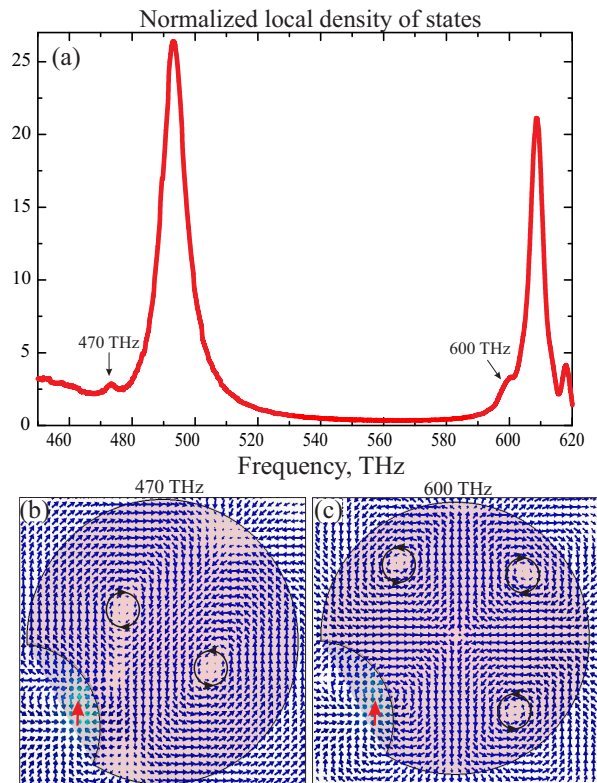 Normalized local density of states
(a)
25
20
15
10
5
0
470 THz
600 THz
460 480 500 520 540 560 580 600 620
Frequency, THz
470 THz
600 THz
(b)
(c)